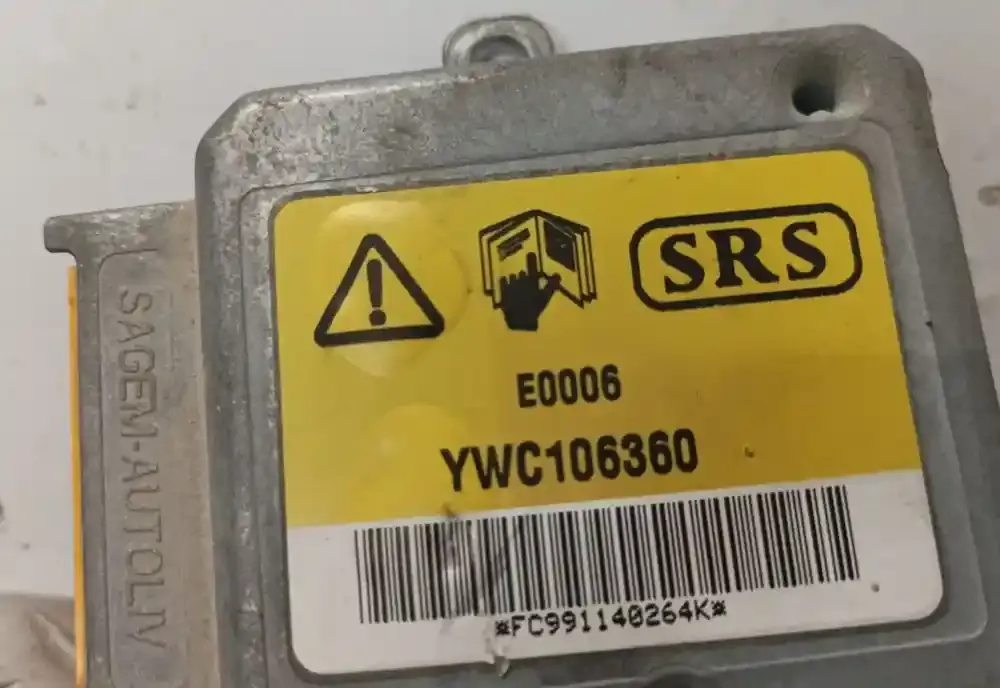 SRS
E0006
YWC106360
*FC991140264K*
SAGEM-AUTOLIV